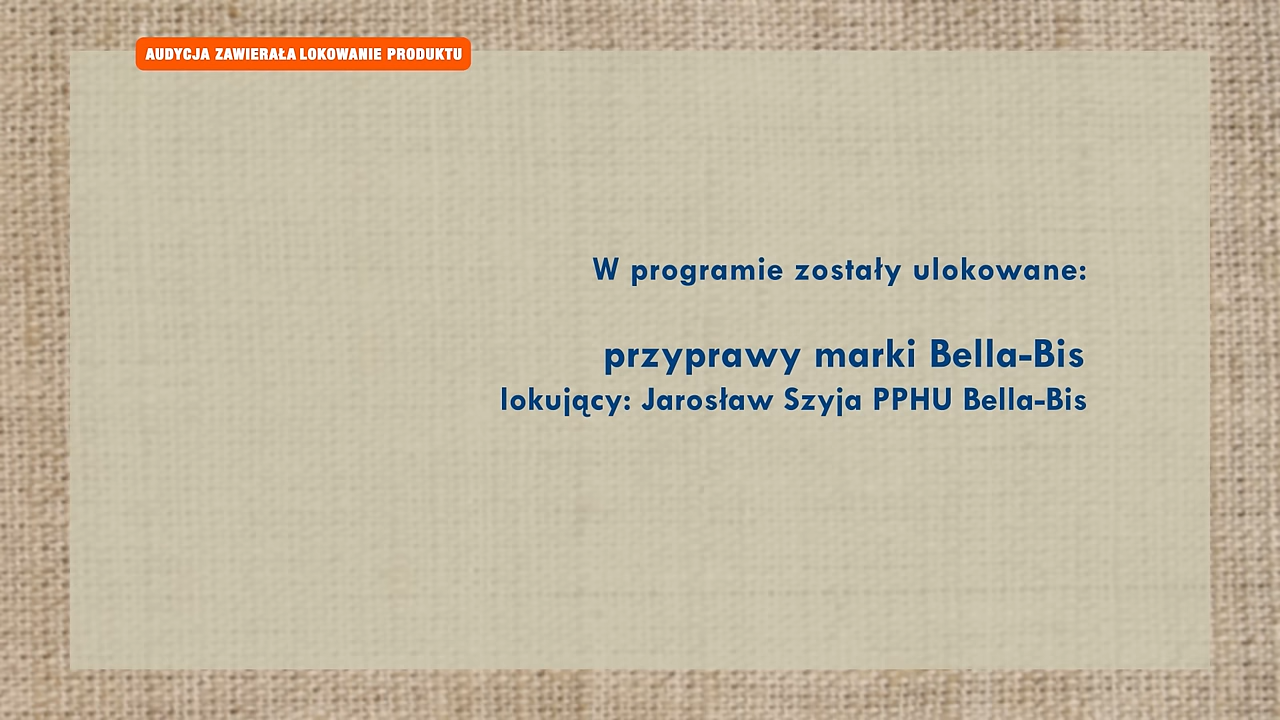 AUDYCJA ZAWIERAŁA LOKOWANIE PRODUKTU
W programie zostały ulokowane:
przyprawy marki Bella-Bis
lokujący: Jarosław Szyja PPHU Bella-Bis